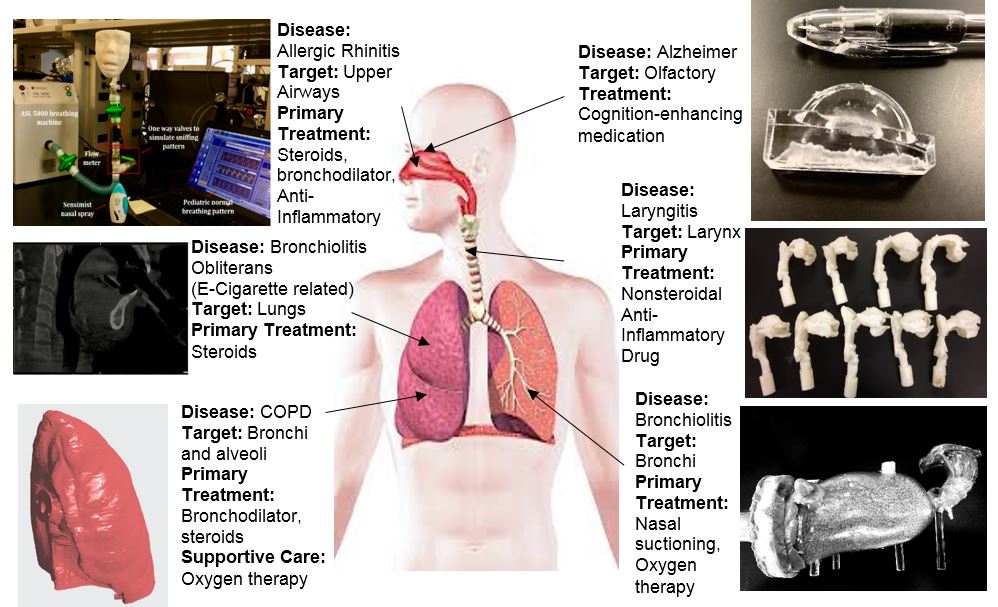 ASL 5000 breathing
machine
One way valves to
simulate sniffing
pattern
Flow
meter
Sensimist
nasal spray
Pediatric normal
breathing pattern
Disease:
Allergic Rhinitis
Target: Upper
Airways
Primary
Treatment:
Steroids,
bronchodilator,
Anti-
Inflammatory
Disease: Alzheimer
Target: Olfactory
Treatment:
Cognition-enhancing
medication
Disease:
Laryngitis
Target: Larynx
Primary
Treatment:
Nonsteroidal
Anti-
Inflammatory
Drug
Disease: Bronchiolitis
Obliterans
(E-Cigarette related)
Target: Lungs
Primary Treatment:
Steroids
Disease: COPD
Target: Bronchi
and alveoli
Primary
Treatment:
Bronchodilator,
steroids
Supportive Care:
Oxygen therapy
Disease:
Bronchiolitis
Target:
Bronchi
Primary
Treatment:
Nasal
suctioning,
Oxygen
therapy